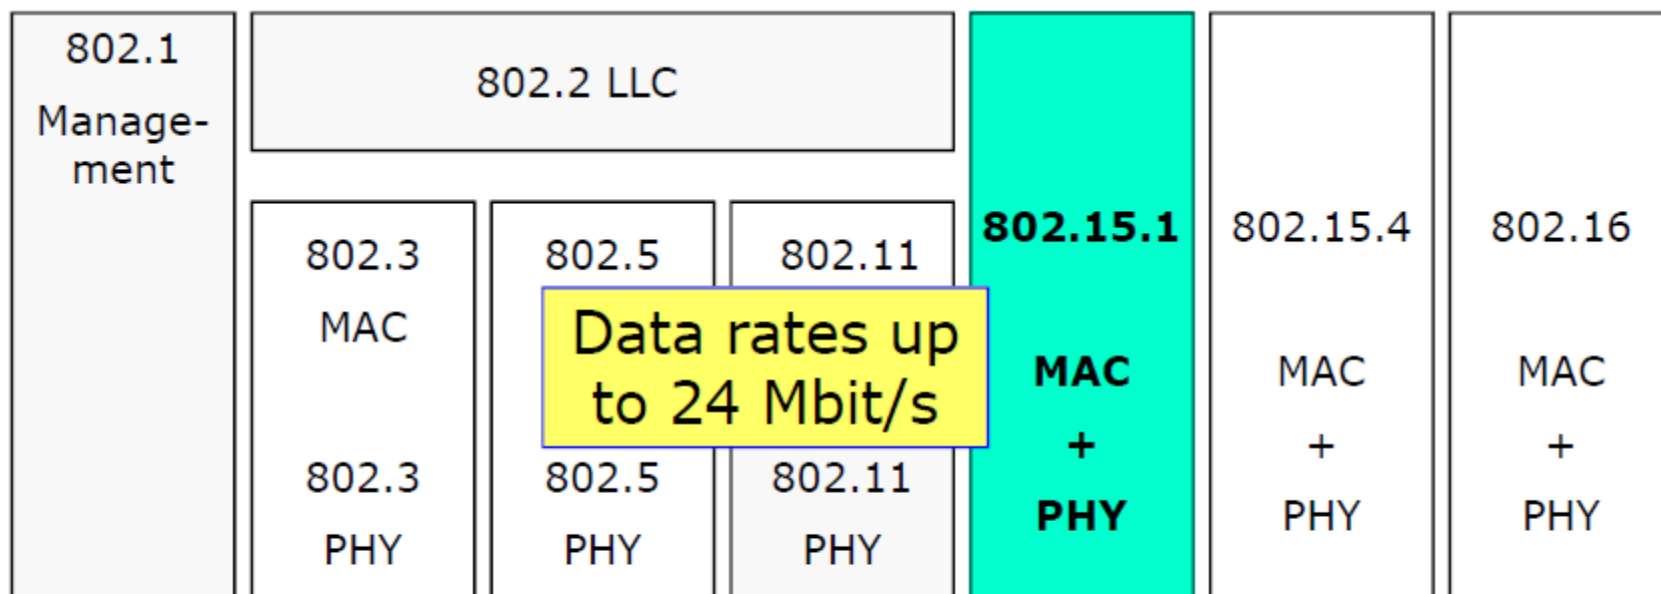 802.1
Manage-
ment
802.2 LLC
802.3
MAC
802.3
PHY
802.5
802.5
PHY
802.11
802.11
PHY
Data rates up
to 24 Mbit/s
802.15.1
MAC
+
PHY
802.15.4
MAC
+
PHY
802.16
MAC
+
PHY